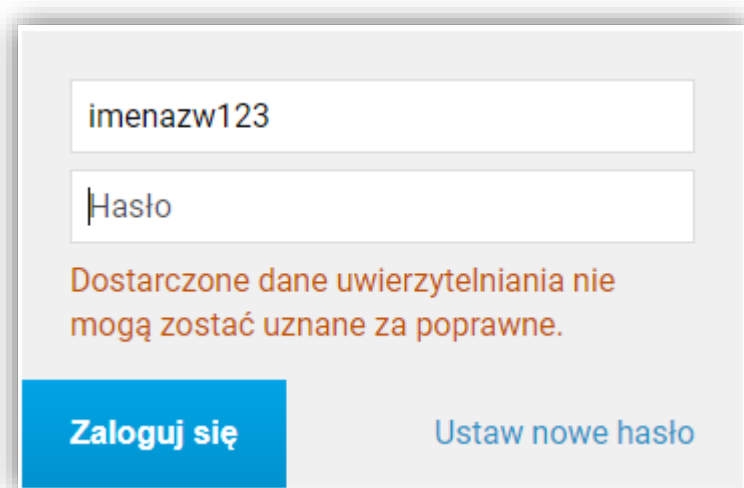 imenazw123
Hasło
Dostarczone dane uwierzytelniania nie
mogą zostać uznane za poprawne.
Zaloguj się
Ustaw nowe hasło